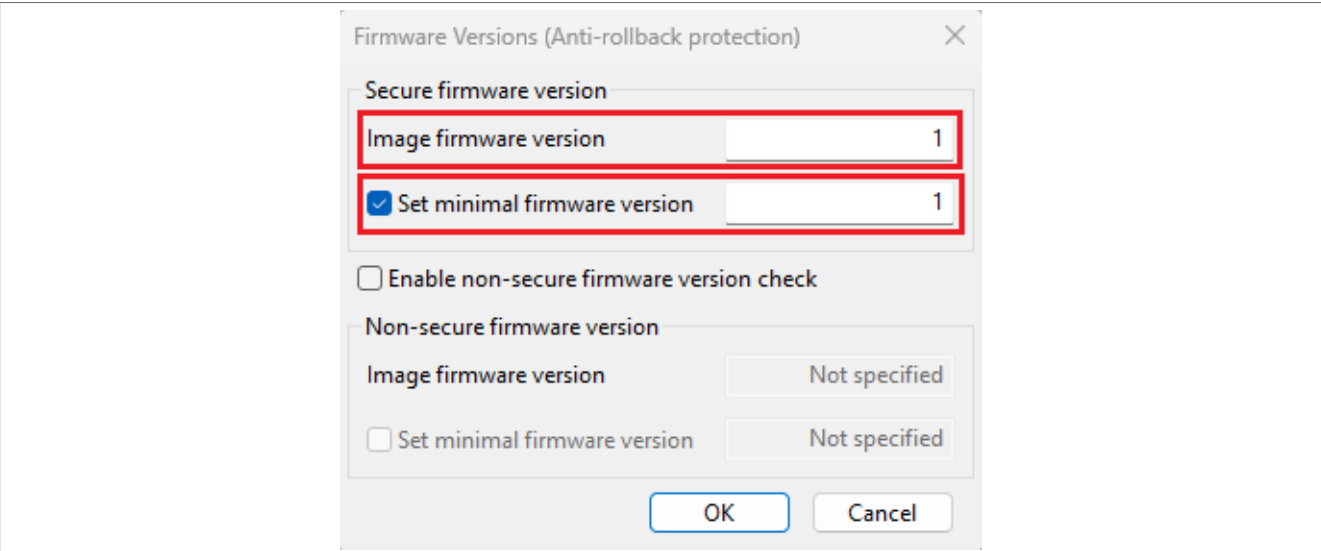 Firmware Versions (Anti-rollback protection)
Secure firmware version
Image firmware version 1
Set minimal firmware version 1
Enable non-secure firmware version check
Non-secure firmware version
Image firmware version Not specified
Set minimal firmware version Not specified
OK Cancel